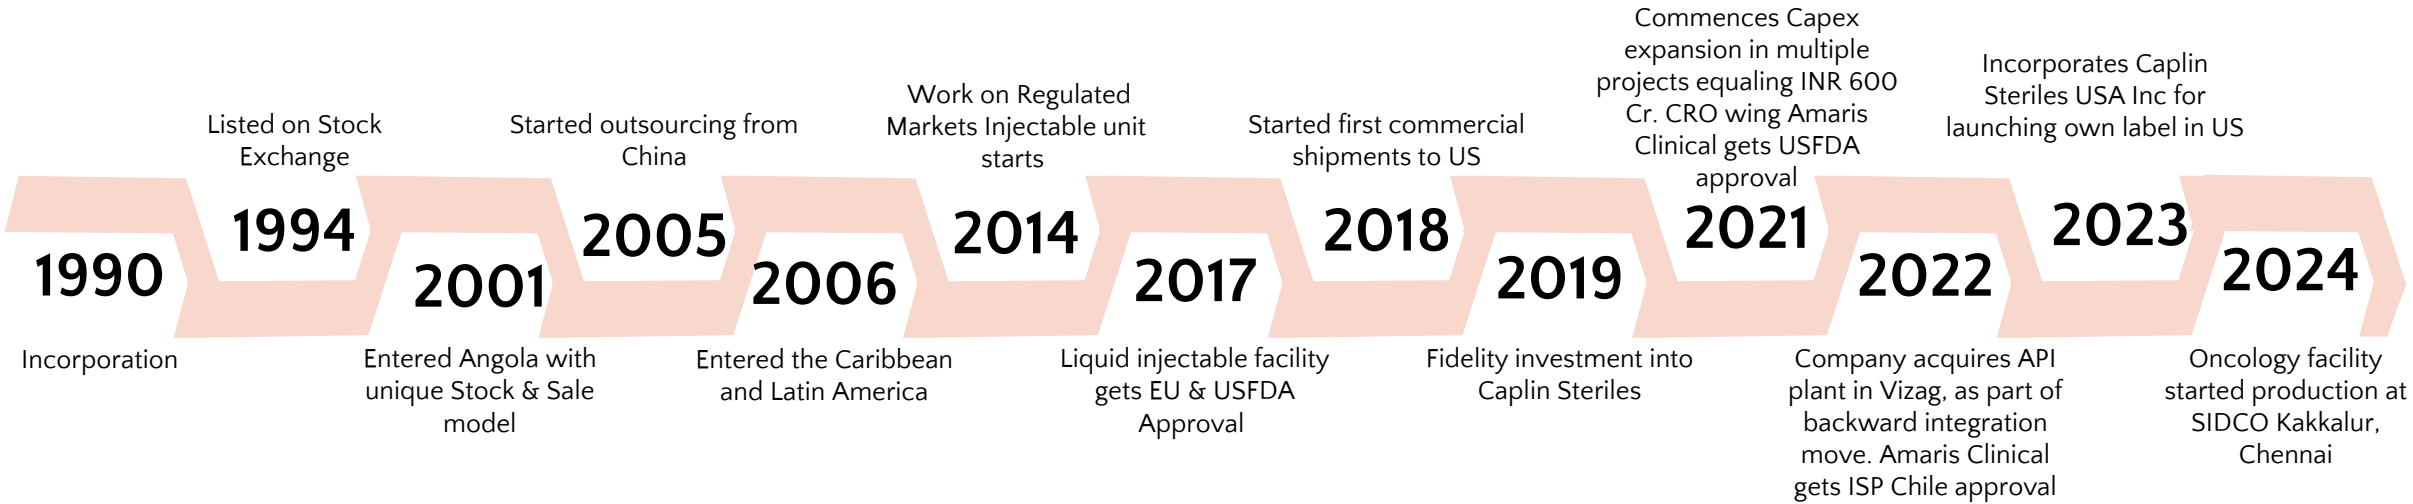 1990
Incorporation
Listed on Stock
Exchange
1994
2001
Entered Angola with
unique Stock & Sale
model
Started outsourcing from
China
2005
2006
Entered the Caribbean
and Latin America
Work on Regulated
Markets Injectable unit
starts
2014
2017
Liquid injectable facility
gets EU & USFDA
Approval
Started first commercial
shipments to US
2018
2019
Fidelity investment into
Caplin Steriles
Commences Capex
expansion in multiple
projects equaling INR 600
Cr. CRO wing Amaris
Clinical gets USFDA
approval
2021
2022
Company acquires API
plant in Vizag, as part of
backward integration
move. Amaris Clinical
gets ISP Chile approval
Incorporates Caplin
Steriles USA Inc for
launching own label in US
2023
2024
Oncology facility
started production at
SIDCO Kakkalur,
Chennai